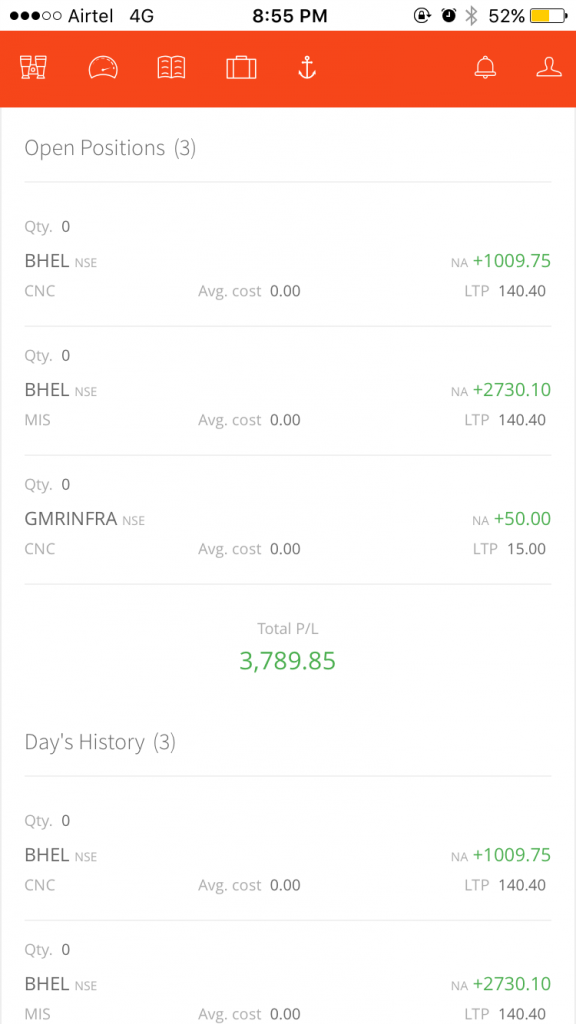 Airtel 4G 8:55 PM 52%
Open Positions (3)
Qty. 0
BHEL NSE NA +1009.75
CNC Avg. cost 0.00 LTP 140.40
Qty. 0
BHEL NSE NA +2730.10
MIS Avg. cost 0.00 LTP 140.40
Qty. 0
GMRINFRA NSE NA +50.00
CNC Avg. cost 0.00 LTP 15.00
Total P/L
3,789.85
Day's History (3)
Qty. 0
BHEL NSE NA +1009.75
CNC Avg. cost 0.00 LTP 140.40
Qty. 0
BHEL NSE NA +2730.10
MIS Avg. cost 0.00 LTP 140.40